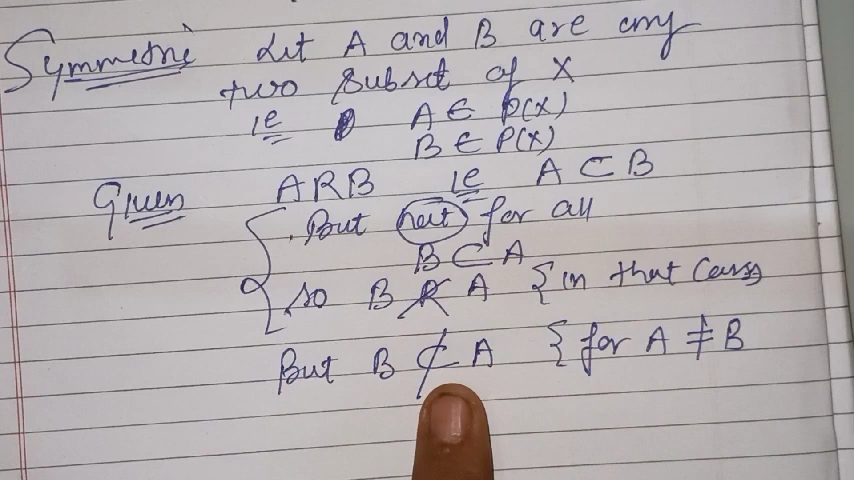 Symmetric Let A and B are any
two subset of X
ie A ∈ P(X)
B ∈ P(X)
Given ARB ie A ⊂ B
But not for all
B ⊂ A
so B R̸ A { in that case
But B ⊄ A { for A ≠ B